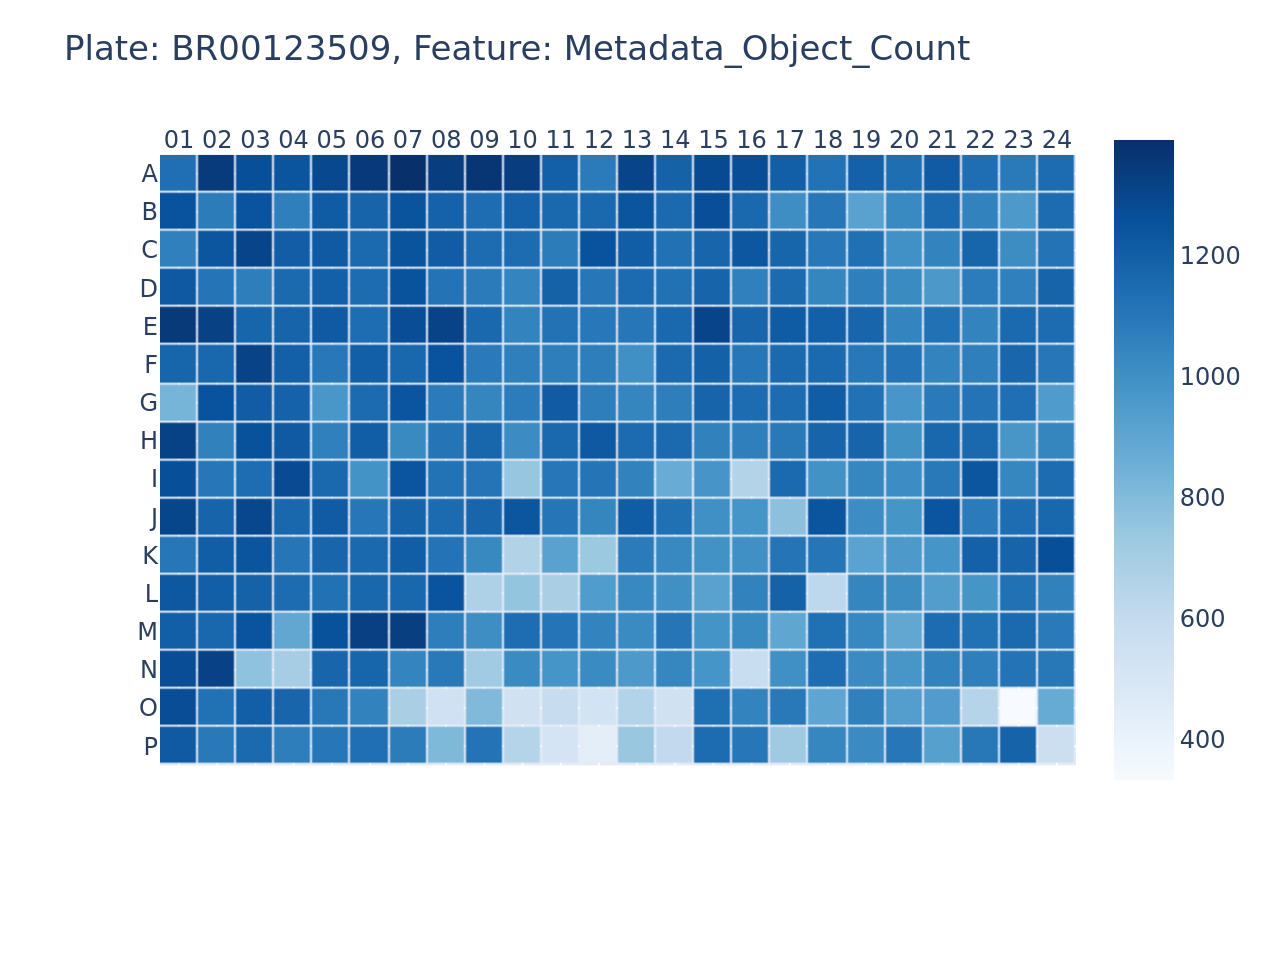 Plate: BR00123509, Feature: Metadata_Object_Count
01 02 03 04 05 06 07 08 09 10 11 12 13 14 15 16 17 18 19 20 21 22 23 24
A
B
C
D
E
F
G
H
I
J
K
L
M
N
O
P
1200
1000
800
600
400